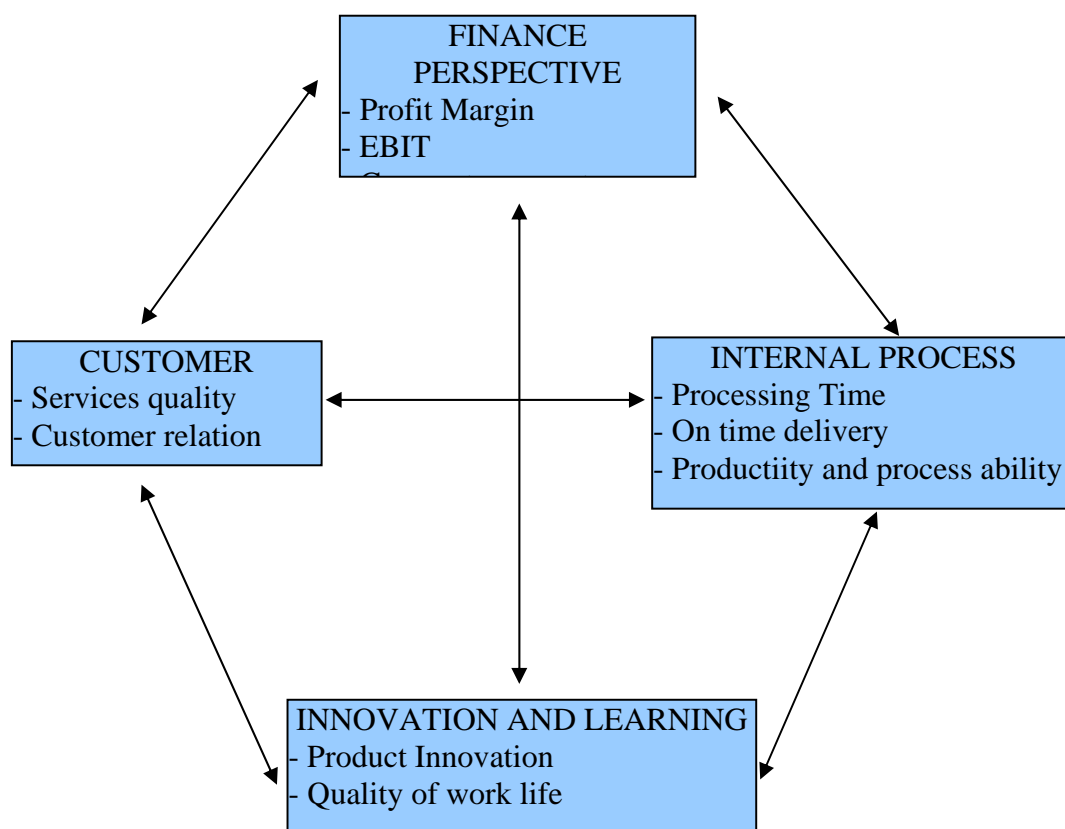 FINANCE
PERSPECTIVE
- Profit Margin
- EBIT
CUSTOMER
- Services quality
- Customer relation
INTERNAL PROCESS
- Processing Time
- On time delivery
- Productiity and process ability
INNOVATION AND LEARNING
- Product Innovation
- Quality of work life